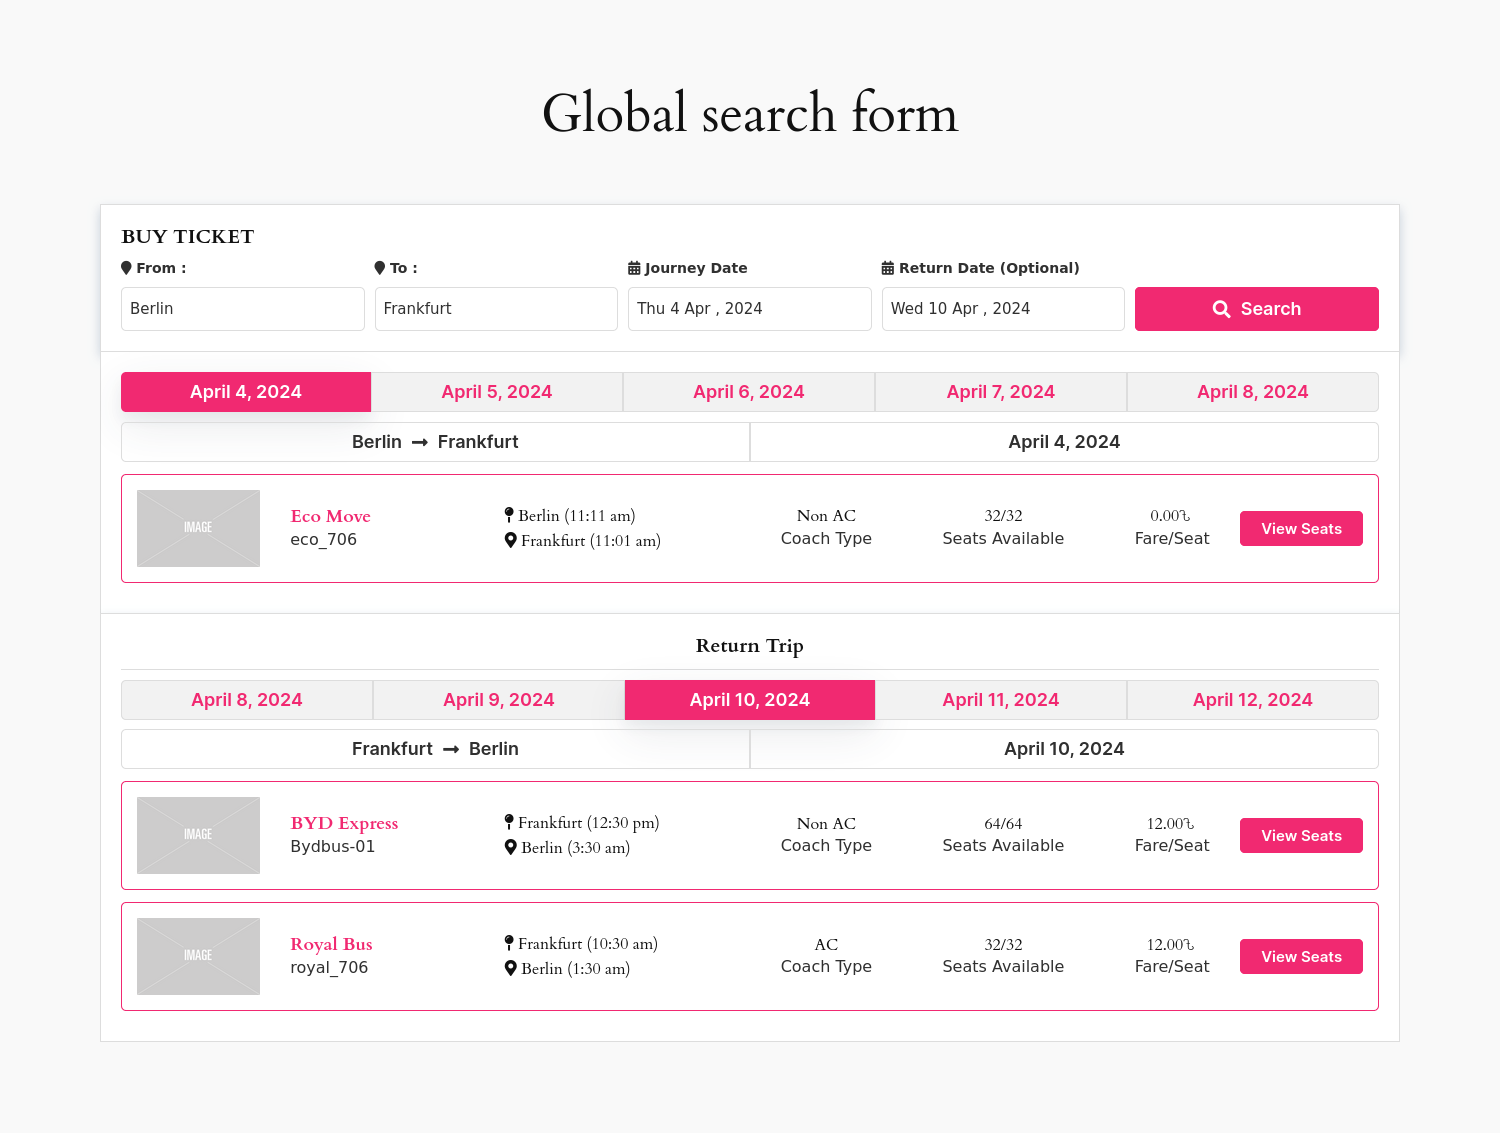 Global search form
BUY TICKET
From :
To :
Journey Date
Return Date (Optional)
Berlin
Frankfurt
Thu 4 Apr , 2024
Wed 10 Apr , 2024
Search
April 4, 2024
April 5, 2024
April 6, 2024
April 7, 2024
April 8, 2024
Berlin → Frankfurt
April 4, 2024
IMAGE
Eco Move
eco_706
Berlin (11:11 am)
Frankfurt (11:01 am)
Non AC
Coach Type
32/32
Seats Available
0.00
Fare/Seat
View Seats
Return Trip
April 8, 2024
April 9, 2024
April 10, 2024
April 11, 2024
April 12, 2024
Frankfurt → Berlin
April 10, 2024
IMAGE
BYD Express
Bydbus-01
Frankfurt (12:30 pm)
Berlin (3:30 am)
Non AC
Coach Type
64/64
Seats Available
12.00
Fare/Seat
View Seats
IMAGE
Royal Bus
royal_706
Frankfurt (10:30 am)
Berlin (1:30 am)
AC
Coach Type
32/32
Seats Available
12.00
Fare/Seat
View Seats